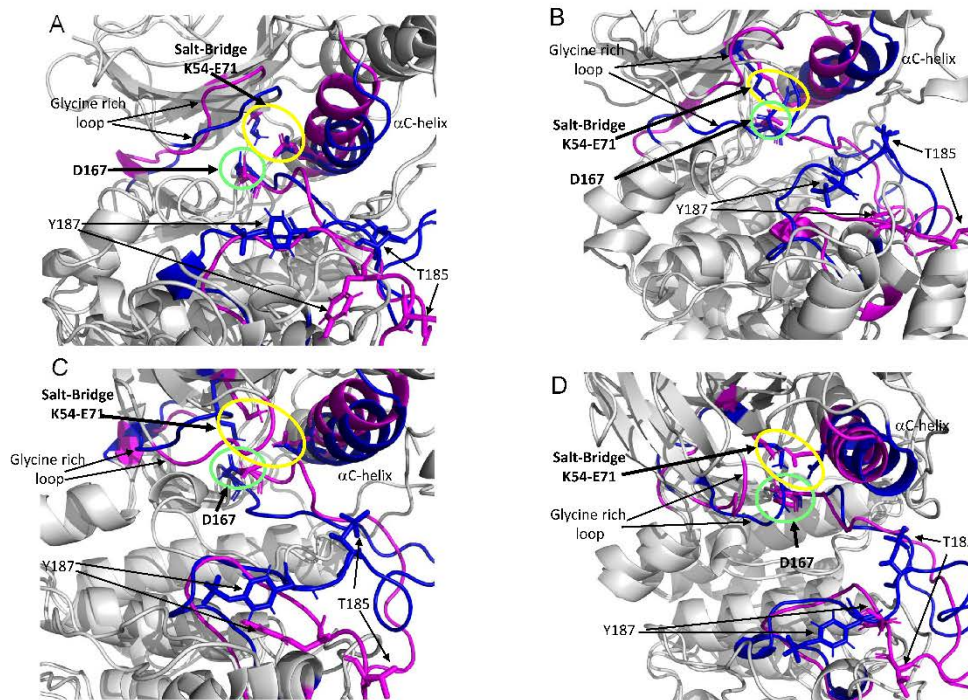 A
Salt-Bridge
K54-E71
Glycine rich
loop
αC-helix
D167
Y187
T185
B
Glycine rich
loop
αC-helix
Salt-Bridge
K54-E71
D167
T185
Y187
C
Salt-Bridge
K54-E71
Glycine rich
loop
αC-helix
D167
Y187
T185
D
αC-helix
Salt-Bridge
K54-E71
Glycine rich
loop
D167
T185
Y187